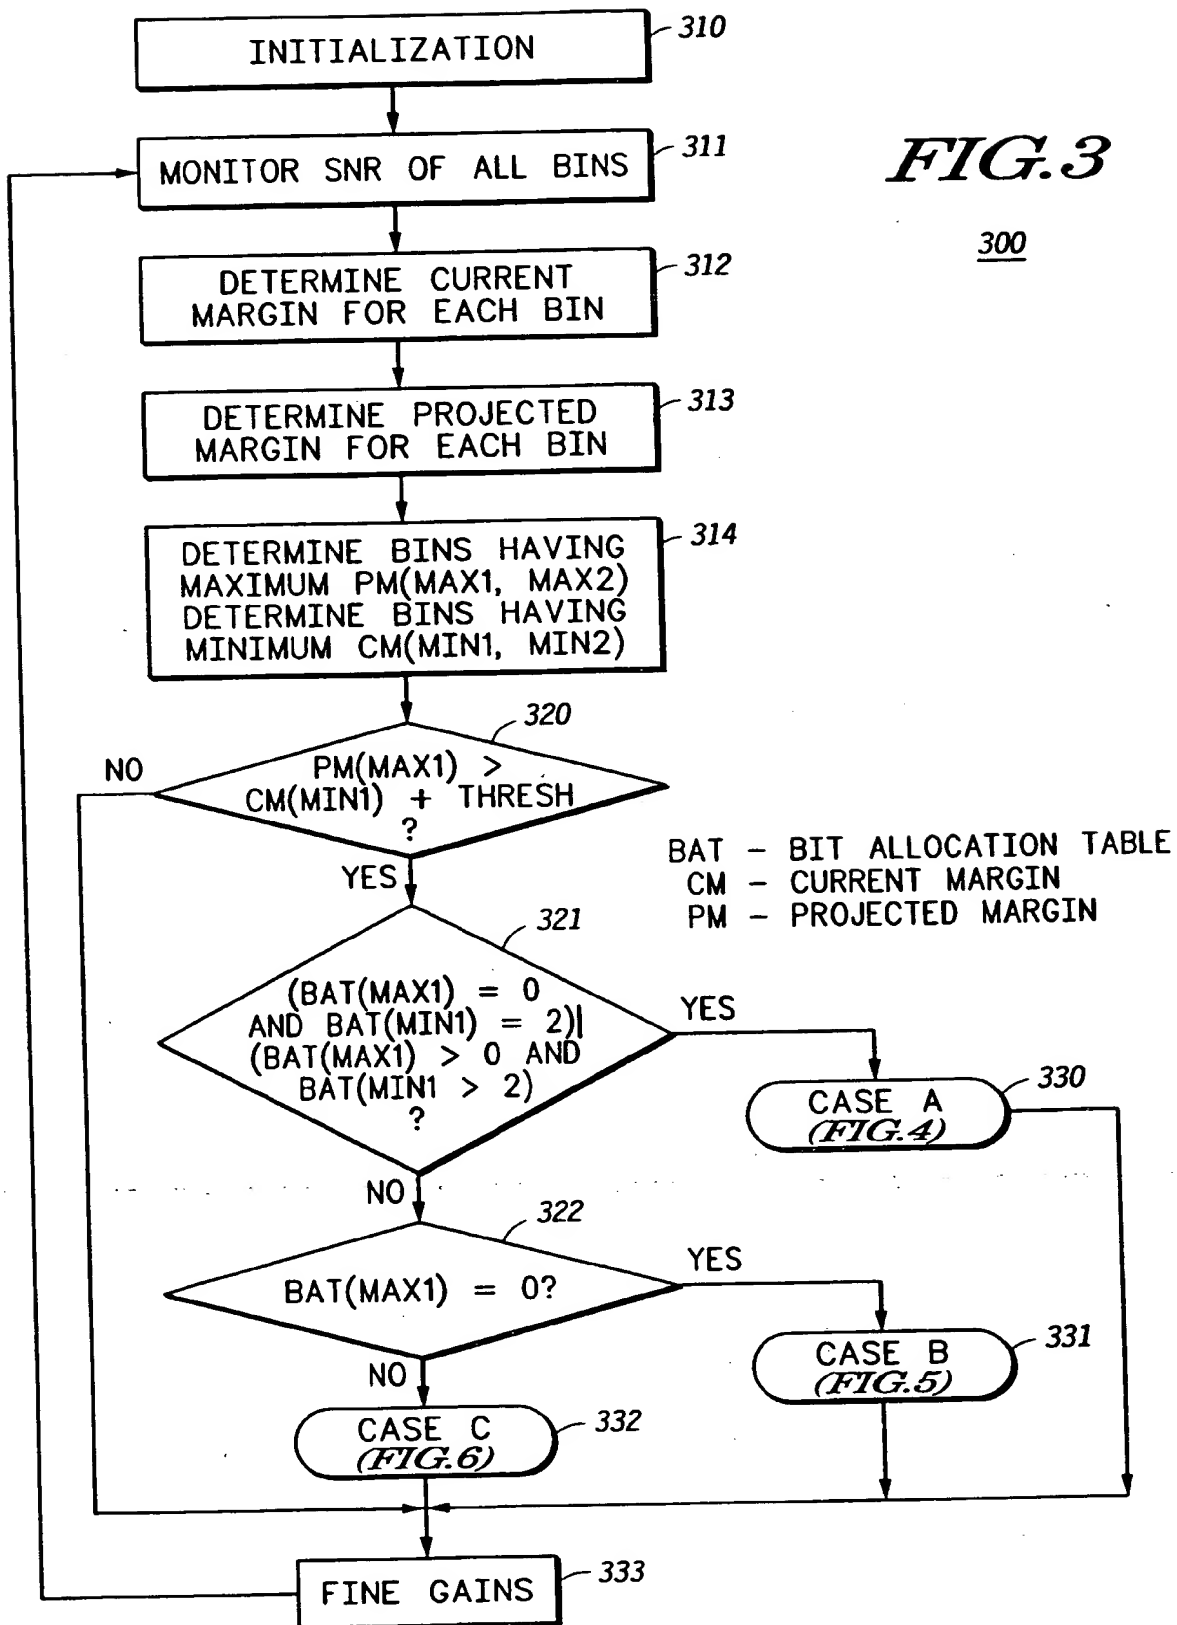 INITIALIZATION
310
MONITOR SNR OF ALL BINS
311
FIG.3
300
DETERMINE CURRENT
MARGIN FOR EACH BIN
312
DETERMINE PROJECTED
MARGIN FOR EACH BIN
313
DETERMINE BINS HAVING
MAXIMUM PM(MAX1, MAX2)
DETERMINE BINS HAVING
MINIMUM CM(MIN1, MIN2)
314
320
NO
PM(MAX1) >
CM(MIN1) + THRESH
?
YES
BAT – BIT ALLOCATION TABLE
CM – CURRENT MARGIN
PM – PROJECTED MARGIN
321
(BAT(MAX1) = 0
AND BAT(MIN1) = 2)|
(BAT(MAX1) > 0 AND
BAT(MIN1 > 2)
?
YES
CASE A
(FIG.4)
330
NO
322
BAT(MAX1) = 0?
YES
CASE B
(FIG.5)
331
NO
CASE C
(FIG.6)
332
FINE GAINS
333